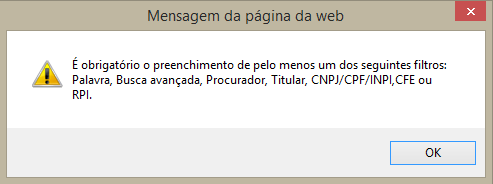 Mensagem da página da web
É obrigatório o preenchimento de pelo menos um dos seguintes filtros:
Palavra, Busca avançada, Procurador, Titular, CNPJ/CPF/INPI,CFE ou
RPI.
OK